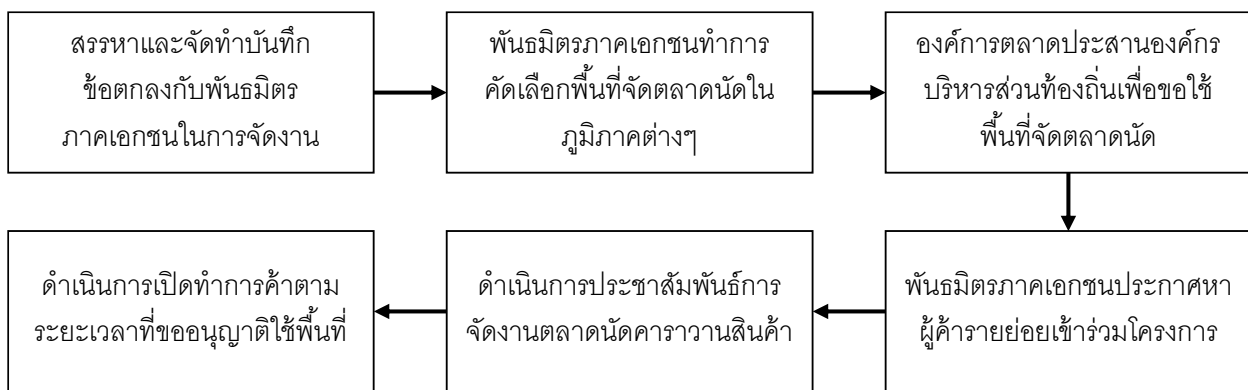 สรรหาและจัดทำบันทึก
ข้อตกลงกับพันธมิตร
ภาคเอกชนในการจัดงาน
พันธมิตรภาคเอกชนทำการ
คัดเลือกพื้นที่จัดตลาดนัดใน
ภูมิภาคต่างๆ
องค์การตลาดประสานองค์กร
บริหารส่วนท้องถิ่นเพื่อขอใช้
พื้นที่จัดตลาดนัด
พันธมิตรภาคเอกชนประกาศหา
ผู้ค้ารายย่อยเข้าร่วมโครงการ
ดำเนินการประชาสัมพันธ์การ
จัดงานตลาดนัดคาราวานสินค้า
ดำเนินการเปิดทำการค้าตาม
ระยะเวลาที่ขออนุญาติใช้พื้นที่